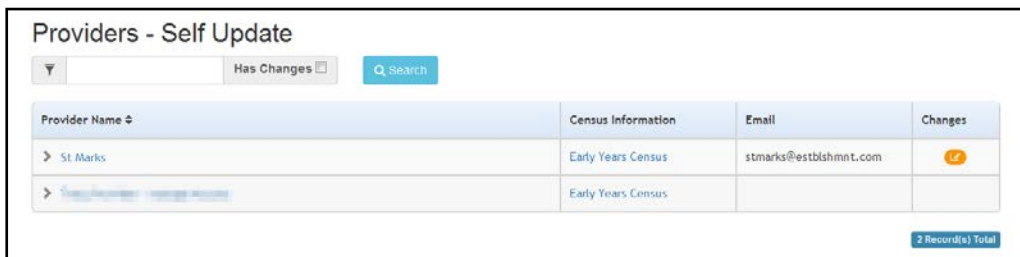 Providers - Self Update
Has Changes
Search
Provider Name Census Information Email Changes
St Marks Early Years Census stmarks@estblshmnt.com
Early Years Census
2 Record(s) Total